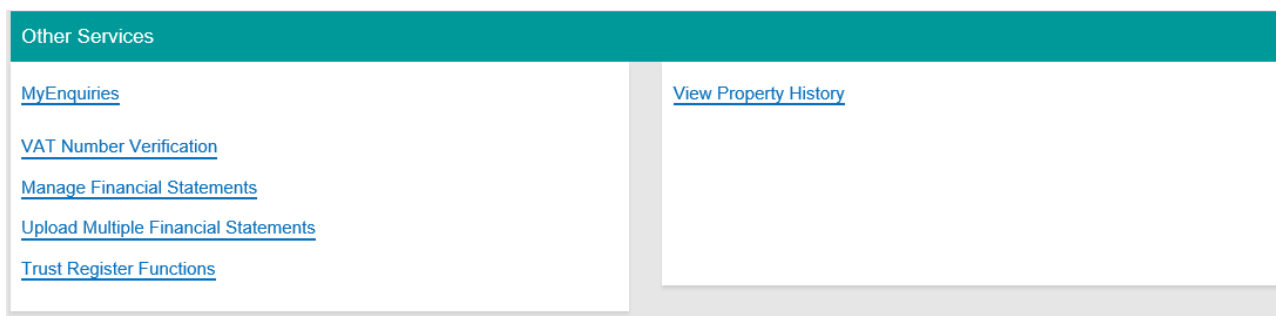 Other Services
MyEnquiries
VAT Number Verification
Manage Financial Statements
Upload Multiple Financial Statements
Trust Register Functions
View Property History